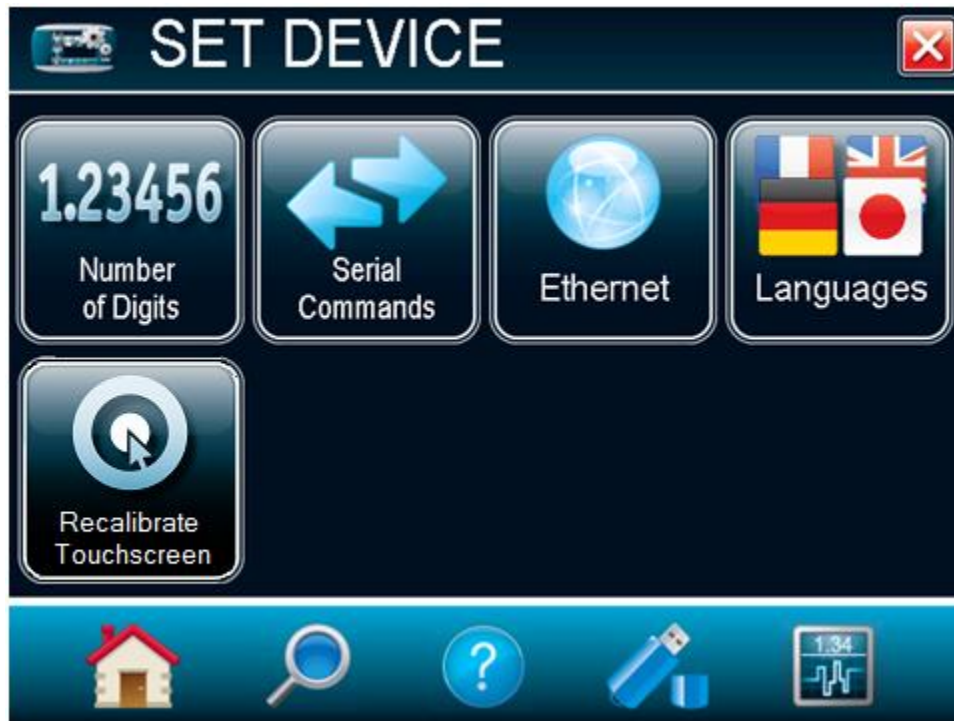 SET DEVICE
1.23456
Number
of Digits
Serial
Commands
Ethernet
Languages
Recalibrate
Touchscreen
?
1.34